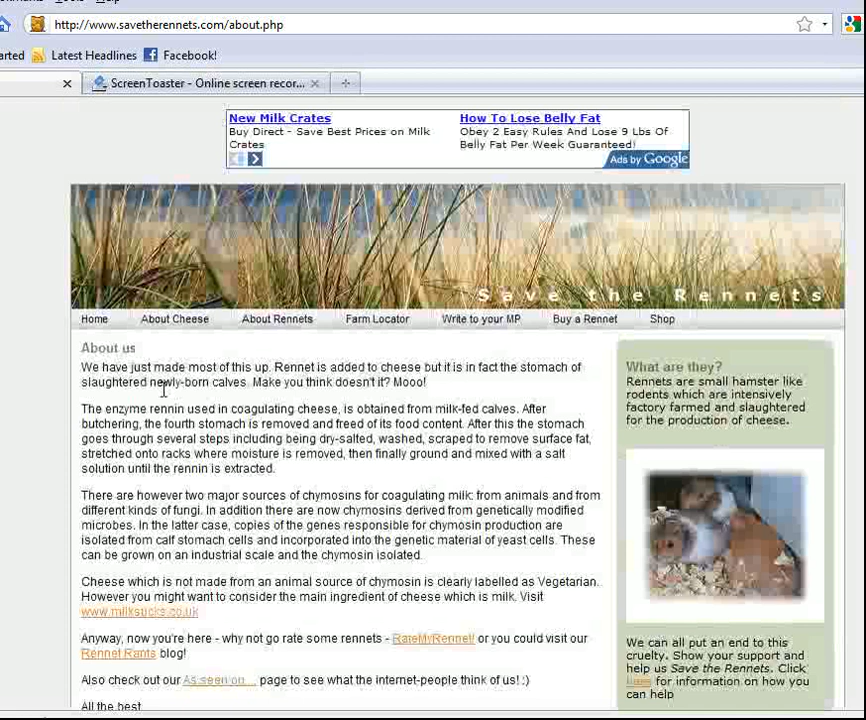 Tools Help
http://www.savetherennets.com/about.php
arted Latest Headlines Facebook!
ScreenToaster - Online screen recor...
New Milk Crates
Buy Direct - Save Best Prices on Milk
Crates
How To Lose Belly Fat
Obey 2 Easy Rules And Lose 9 Lbs Of
Belly Fat Per Week Guaranteed!
Ads by Google
Save the Rennets
Home About Cheese About Rennets Farm Locator Write to your MP Buy a Rennet Shop
About us
We have just made most of this up. Rennet is added to cheese but it is in fact the stomach of
slaughtered newly-born calves. Make you think doesn't it? Mooo!
The enzyme rennin used in coagulating cheese, is obtained from milk-fed calves. After
butchering, the fourth stomach is removed and freed of its food content. After this the stomach
goes through several steps including being dry-salted, washed, scraped to remove surface fat,
stretched onto racks where moisture is removed, then finally ground and mixed with a salt
solution until the rennin is extracted.
There are however two major sources of chymosins for coagulating milk: from animals and from
different kinds of fungi. In addition there are now chymosins derived from genetically modified
microbes. In the latter case, copies of the genes responsible for chymosin production are
isolated from calf stomach cells and incorporated into the genetic material of yeast cells. These
can be grown on an industrial scale and the chymosin isolated.
Cheese which is not made from an animal source of chymosin is clearly labelled as Vegetarian.
However you might want to consider the main ingredient of cheese which is milk. Visit
www.milksucks.co.uk
Anyway, now you're here - why not go rate some rennets - RateMyRennet! or you could visit our
Rennet Rants blog!
Also check out our As seen on... page to see what the internet-people think of us! :)
All the best
What are they?
Rennets are small hamster like
rodents which are intensively
factory farmed and slaughtered
for the production of cheese.
We can all put an end to this
cruelty. Show your support and
help us Save the Rennets. Click
here for information on how you
can help